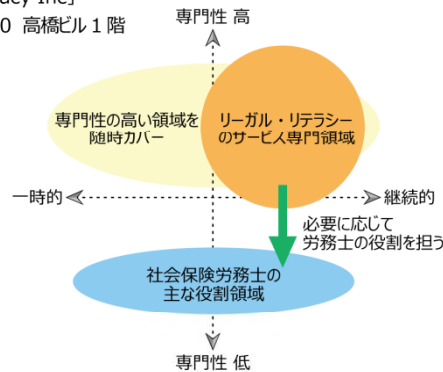 0 高橋ビル１階
専門性 高
専門性の高い領域を
随時カバー
リーガル・リテラシー
のサービス専門領域
一時的
継続的
必要に応じて
労務士の役割を担う
社会保険労務士の
主な役割領域
専門性 低